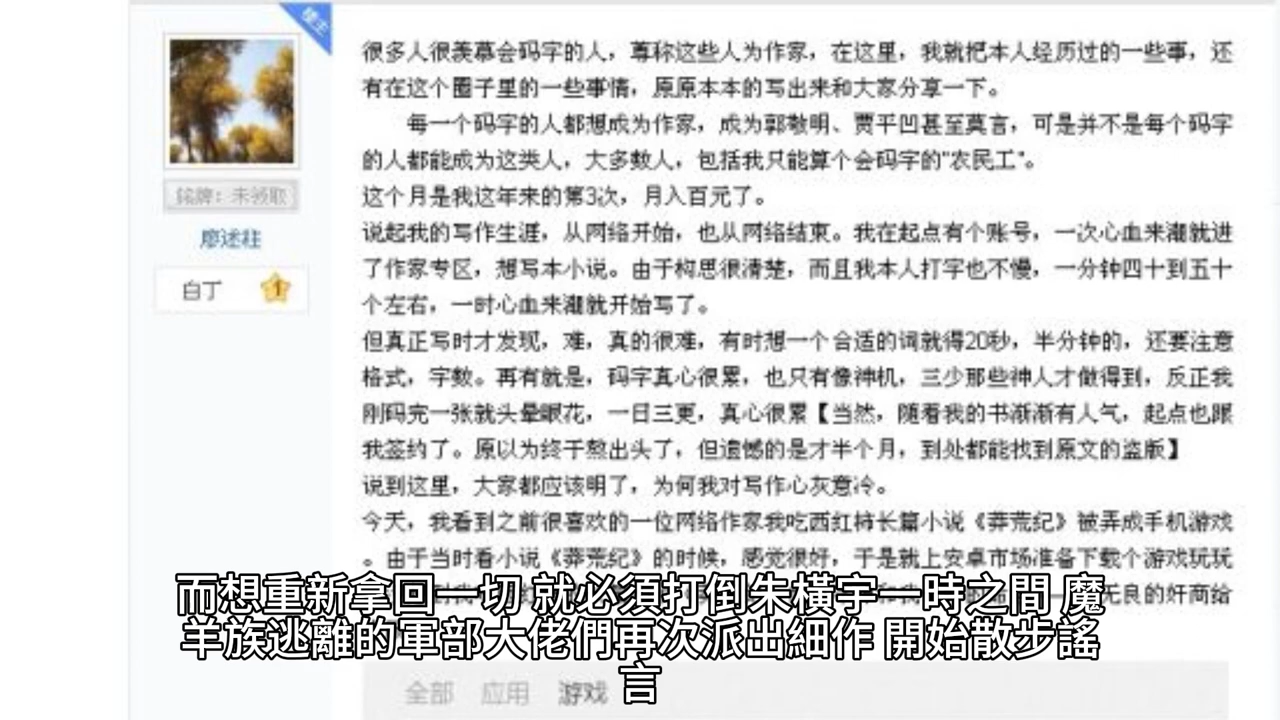 楼主
很多人很羡慕会码字的人，尊称这些人为作家，在这里，我就把本人经历过的一些事，还
有在这个圈子里的一些事情，原原本本的写出来和大家分享一下。
每一个码字的人都想成为作家，成为郭敬明、贾平凹甚至莫言，可是并不是每个码字
的人都能成为这类人，大多数人，包括我只能算个会码字的"农民工"。
这个月是我这年来的第3次，月入百元了。
说起我的写作生涯，从网络开始，也从网络结束。我在起点有个账号，一次心血来潮就进
了作家专区，想写本小说。由于构思很清楚，而且我本人打字也不慢，一分钟四十到五十
个左右，一时心血来潮就开始写了。
但真正写时才发现，难，真的很难，有时想一个合适的词就得20秒，半分钟的，还要注意
格式，字数。再有就是，码字真心很累，也只有像神机，三少那些神人才做得到，反正我
刚码完一张就头晕眼花，一日三更，真心很累【当然，随着我的书渐渐有人气，起点也跟
我签约了。原以为终于熬出头了，但遗憾的是才半个月，到处都能找到原文的盗版】
说到这里，大家都应该明了，为何我对写作心灰意冷。
今天，我看到之前很喜欢的一位网络作家我吃西红柿长篇小说《莽荒纪》被弄成手机游戏
。由于当时看小说《莽荒纪》的时候，感觉很好，于是就上安卓市场准备下载个游戏玩玩
无良的奸商给
铭牌：未领取
廖述柱
白丁 1
而想重新拿回一切 就必須打倒朱橫宇一時之間 魔
羊族逃離的軍部大佬們再次派出細作 開始散步謠
言
全部 应用 游戏